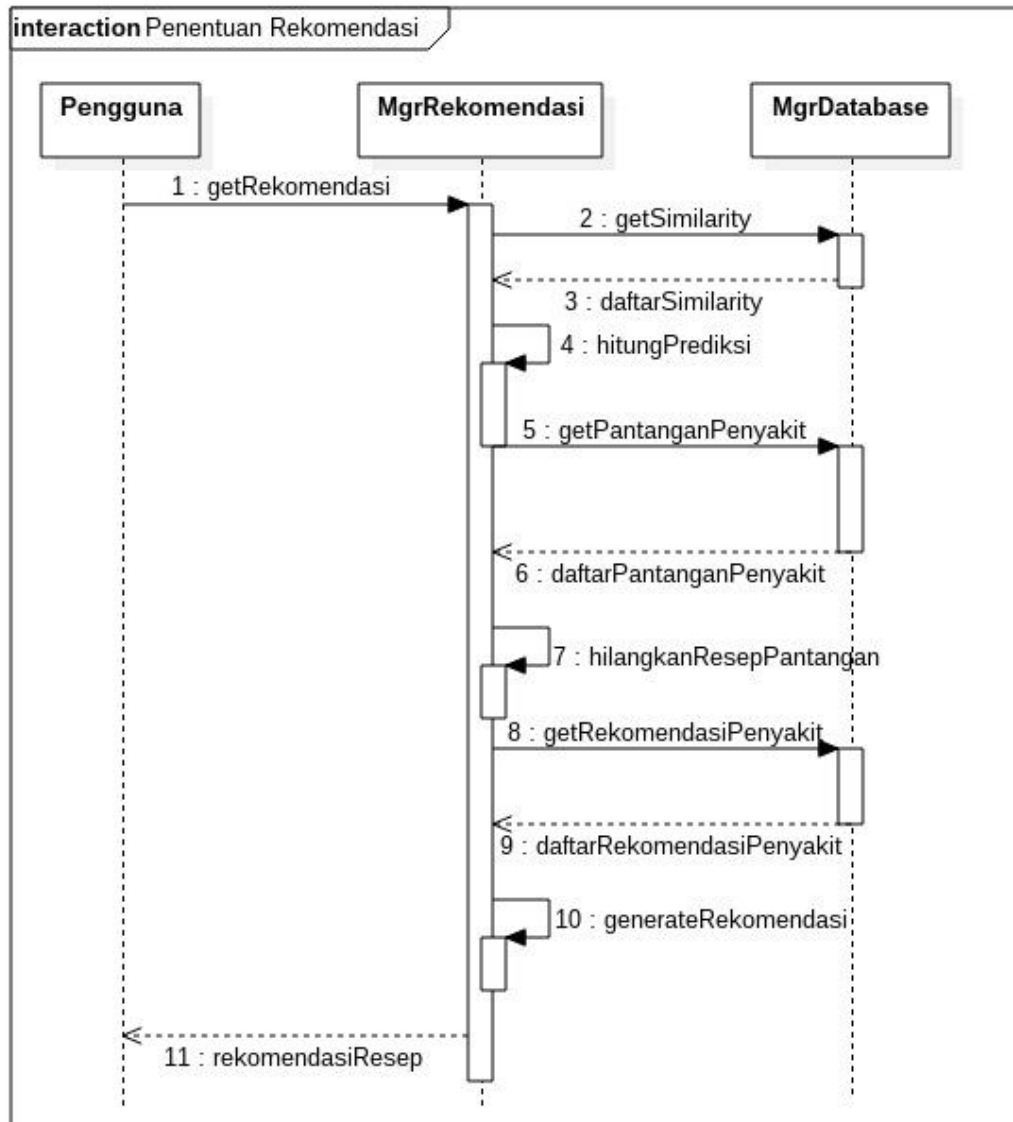 interaction Penentuan Rekomendasi
Pengguna
MgrRekomendasi
MgrDatabase
1 : getRekomendasi
2 : getSimilarity
3 : daftarSimilarity
4 : hitungPrediksi
5 : getPantanganPenyakit
6 : daftarPantanganPenyakit
7 : hilangkanResepPantangan
8 : getRekomendasiPenyakit
9 : daftarRekomendasiPenyakit
10 : generateRekomendasi
11 : rekomendasiResep